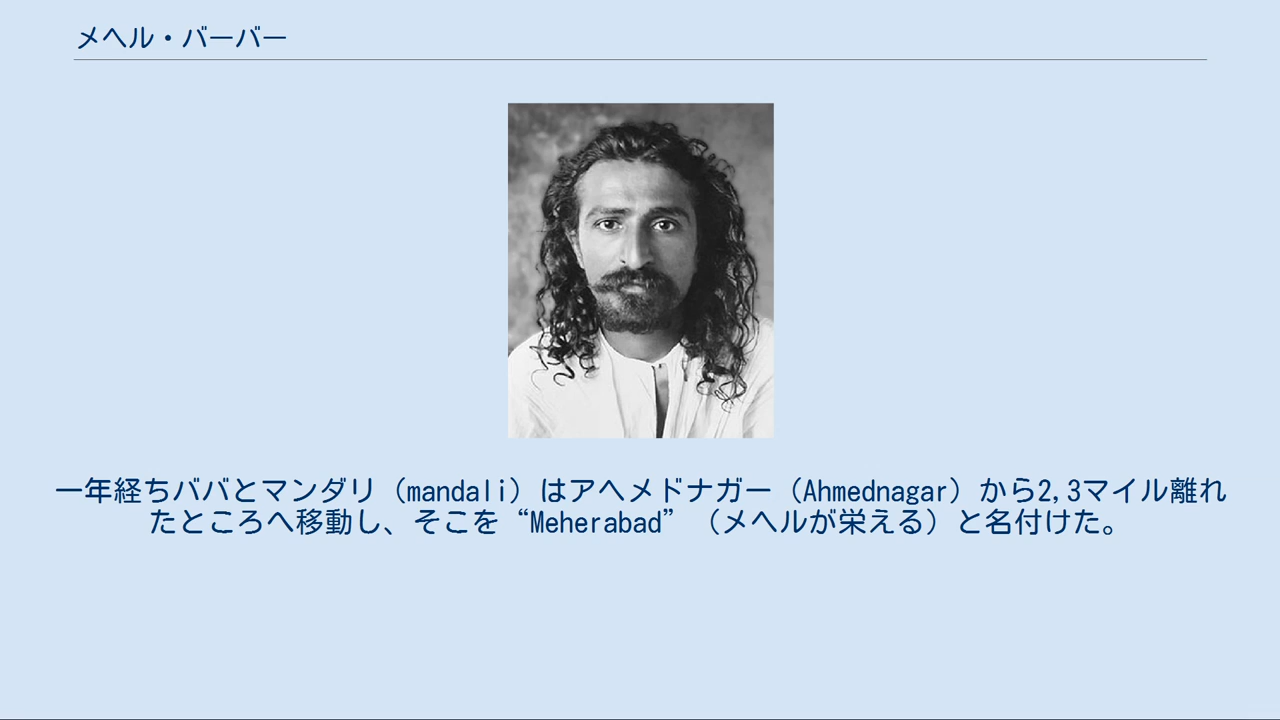 メヘル・バーバー
一年経ちババとマンダリ（mandali）はアヘメドナガー（Ahmednagar）から2,3マイル離れ
たところへ移動し、そこを“Meherabad”（メヘルが栄える）と名付けた。